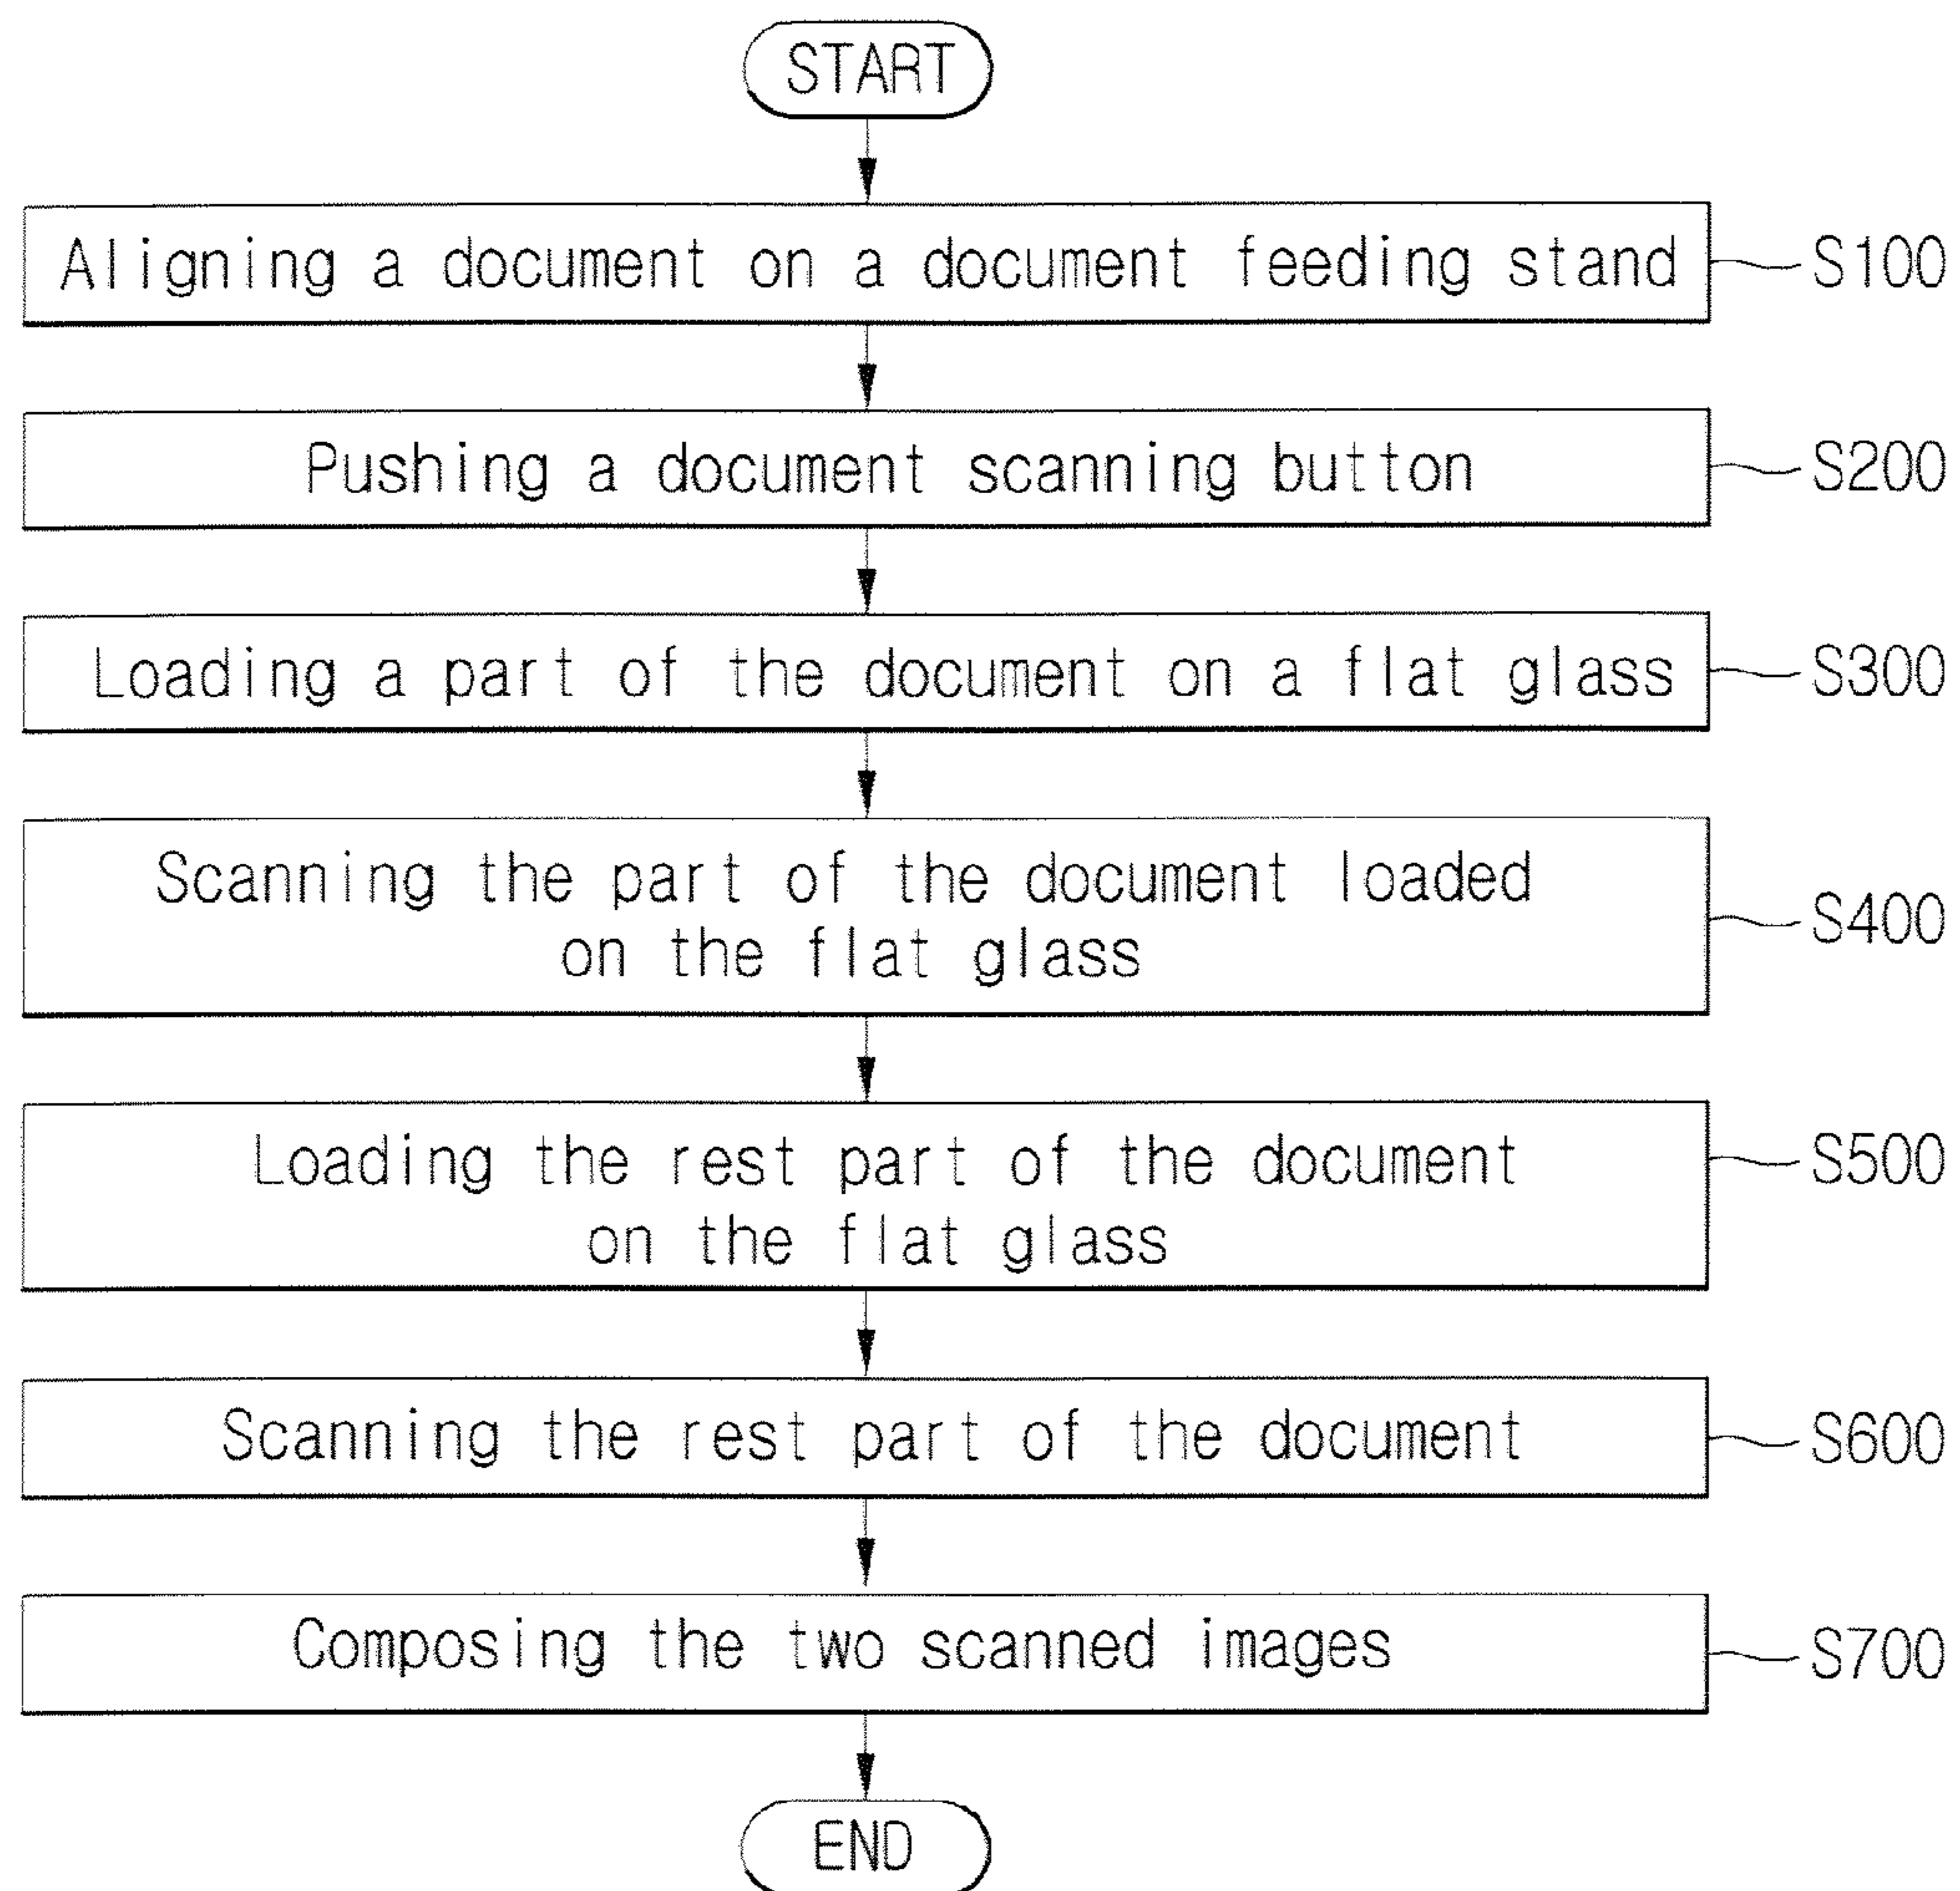 START
Aligning a document on a document feeding stand
S100
Pushing a document scanning button
S200
Loading a part of the document on a flat glass
S300
Scanning the part of the document loaded
on the flat glass
S400
Loading the rest part of the document
on the flat glass
S500
Scanning the rest part of the document
S600
Composing the two scanned images
S700
END